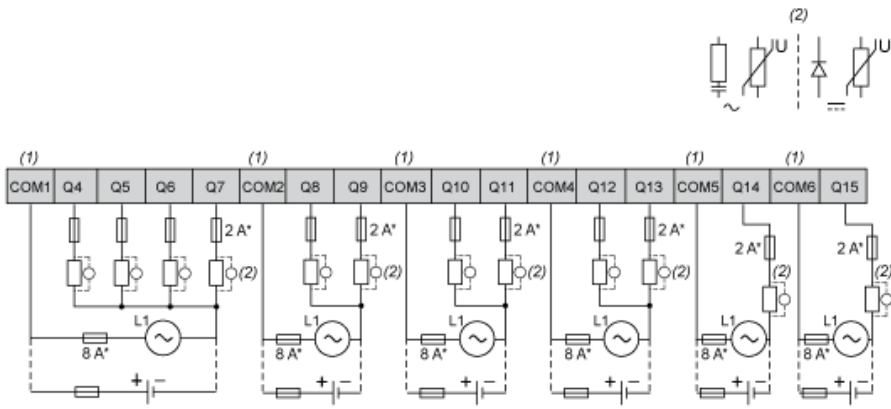 (2)
U U
~
(1) (1) (1) (1) (1) (1)
COM1 Q4 Q5 Q6 Q7 COM2 Q8 Q9 COM3 Q10 Q11 COM4 Q12 Q13 COM5 Q14 COM6 Q15
2 A* 2 A* 2 A* 2 A*
2 A* 2 A*
(2) (2) (2) (2) (2) (2)
L1 L1 L1 L1 L1 L1
~ ~ ~ ~ ~ ~
8 A* 8 A* 8 A* 8 A* 8 A* 8 A*
+ − + − + − + − + − + −